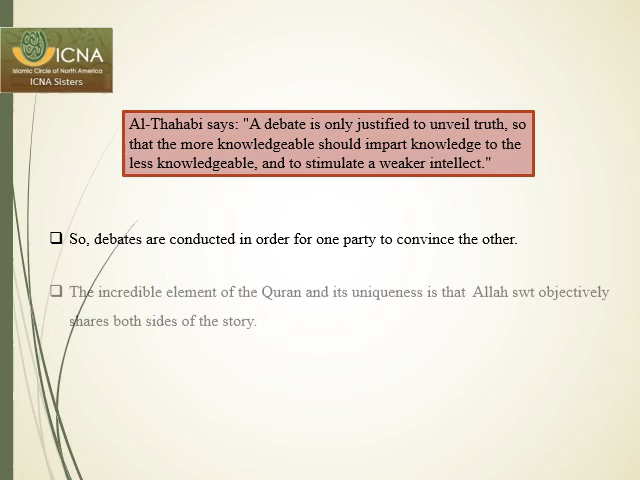 ICNA
Islamic Circle of North America
ICNA Sisters
Al-Thahabi says: "A debate is only justified to unveil truth, so
that the more knowledgeable should impart knowledge to the
less knowledgeable, and to stimulate a weaker intellect."
So, debates are conducted in order for one party to convince the other.
The incredible element of the Quran and its uniqueness is that Allah swt objectively
shares both sides of the story.